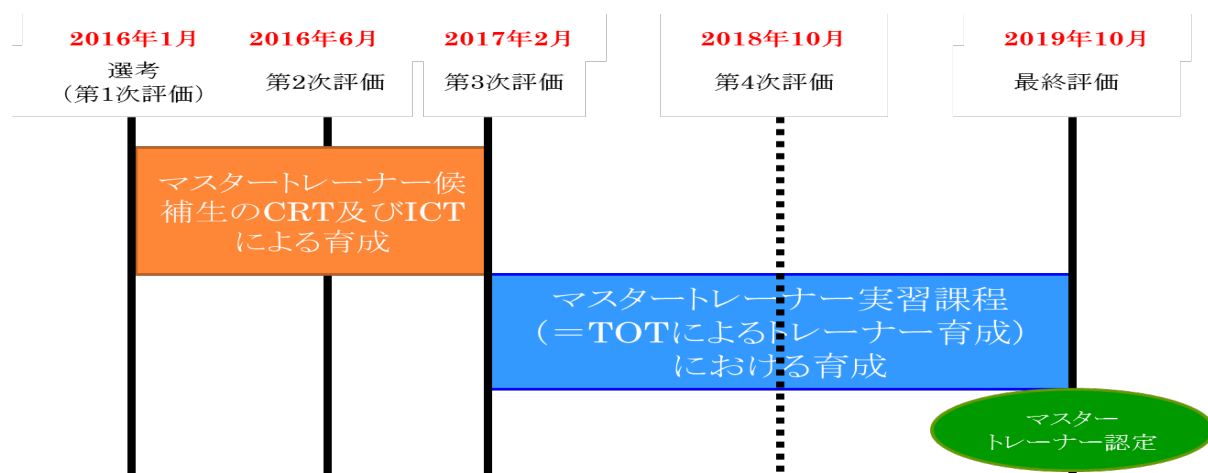 2016年1月
選考
(第1次評価)
2016年6月
第2次評価
2017年2月
第3次評価
2018年10月
第4次評価
2019年10月
最終評価
マスタートレーナー候
補生のCRT及びICT
による育成
マスタートレーナー実習課程
(=TOTによるトレーナー育成)
における育成
マスター
トレーナー認定